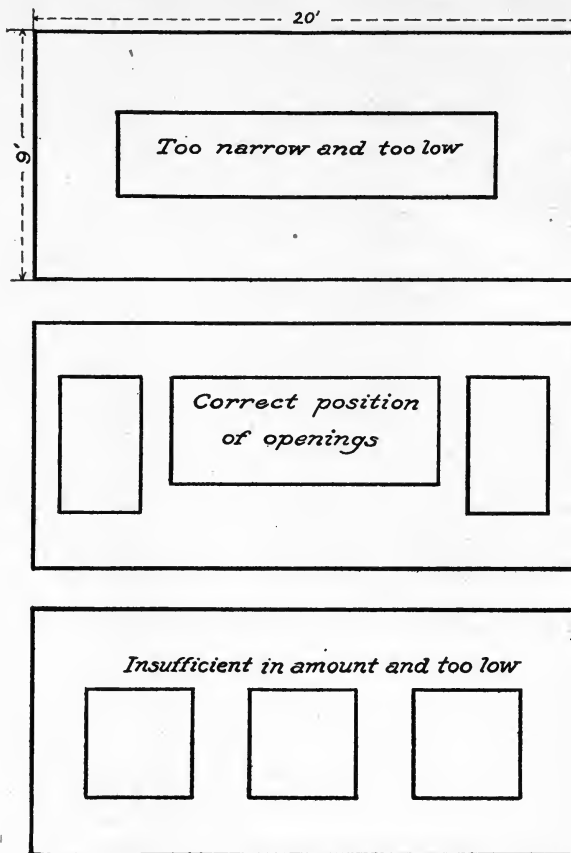 20'
9'
Too narrow and too low
Correct position
of openings
Insufficient in amount and too low